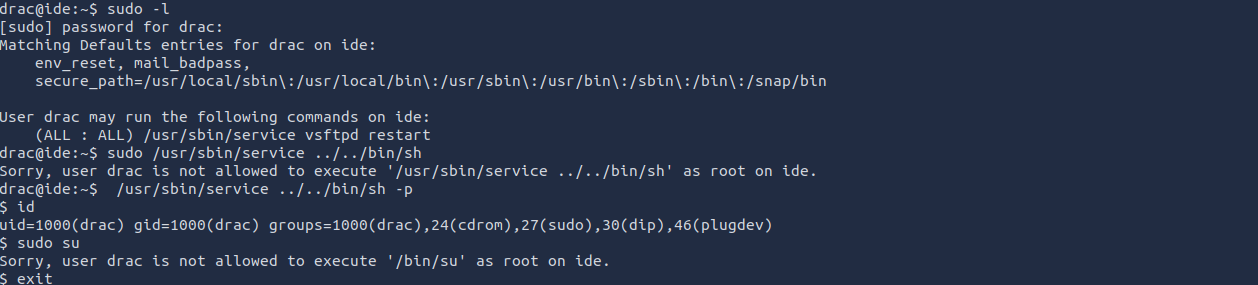 drac@ide:~$ sudo -l
[sudo] password for drac:
Matching Defaults entries for drac on ide:
    env_reset, mail_badpass,
    secure_path=/usr/local/sbin\:/usr/local/bin\:/usr/sbin\:/usr/bin\:/sbin\:/bin\:/snap/bin

User drac may run the following commands on ide:
    (ALL : ALL) /usr/sbin/service vsftpd restart
drac@ide:~$ sudo /usr/sbin/service ../../bin/sh
Sorry, user drac is not allowed to execute '/usr/sbin/service ../../bin/sh' as root on ide.
drac@ide:~$  /usr/sbin/service ../../bin/sh -p
$ id
uid=1000(drac) gid=1000(drac) groups=1000(drac),24(cdrom),27(sudo),30(dip),46(plugdev)
$ sudo su
Sorry, user drac is not allowed to execute '/bin/su' as root on ide.
$ exit